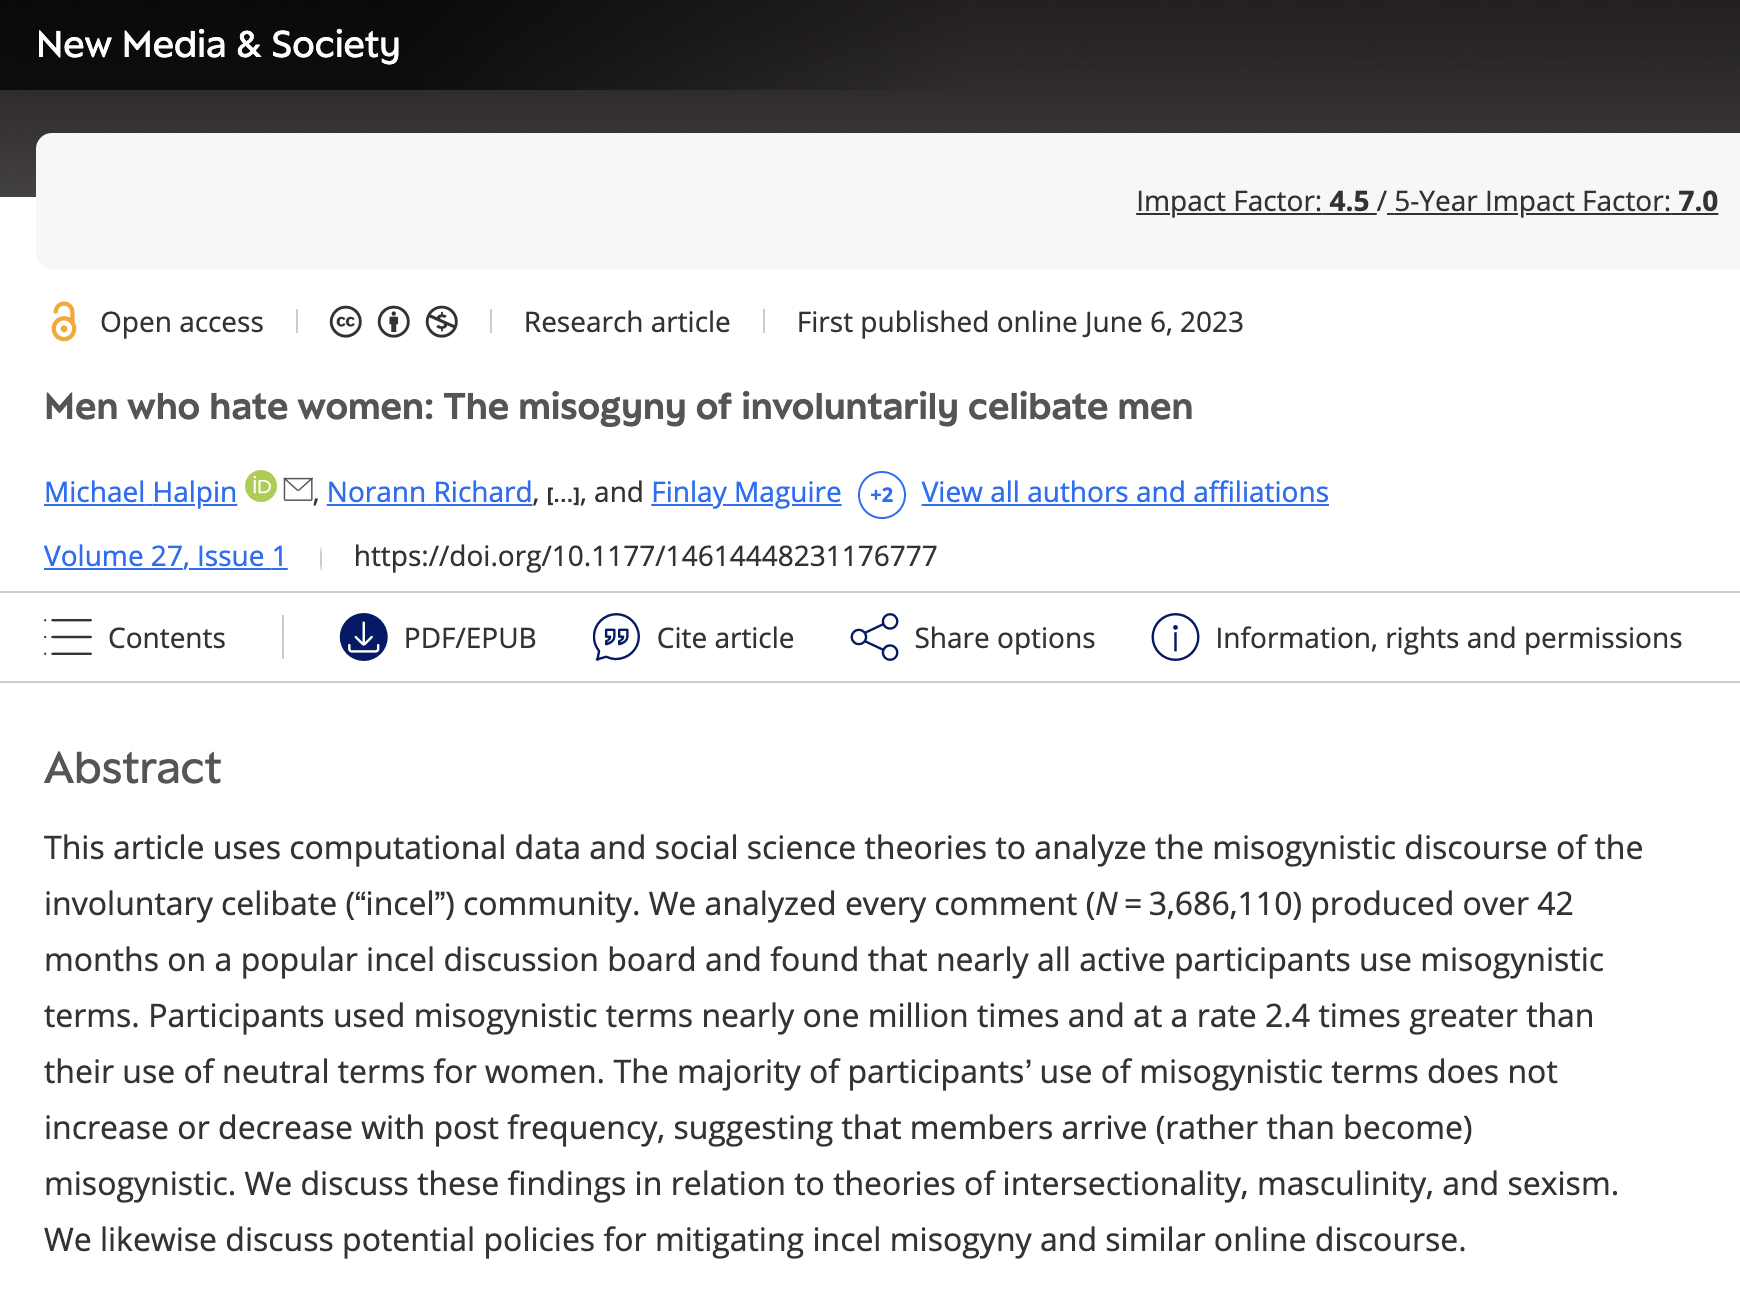 New Media & Society
Impact Factor: 4.5 / 5-Year Impact Factor: 7.0
Open access | cc | Research article | First published online June 6, 2023
Men who hate women: The misogyny of involuntarily celibate men
Michael Halpin iD, Norann Richard, [...], and Finlay Maguire +2 View all authors and affiliations
Volume 27, Issue 1 | https://doi.org/10.1177/14614448231176777
Contents | PDF/EPUB Cite article Share options Information, rights and permissions
Abstract
This article uses computational data and social science theories to analyze the misogynistic discourse of the
involuntary celibate (“incel”) community. We analyzed every comment (N = 3,686,110) produced over 42
months on a popular incel discussion board and found that nearly all active participants use misogynistic
terms. Participants used misogynistic terms nearly one million times and at a rate 2.4 times greater than
their use of neutral terms for women. The majority of participants’ use of misogynistic terms does not
increase or decrease with post frequency, suggesting that members arrive (rather than become)
misogynistic. We discuss these findings in relation to theories of intersectionality, masculinity, and sexism.
We likewise discuss potential policies for mitigating incel misogyny and similar online discourse.